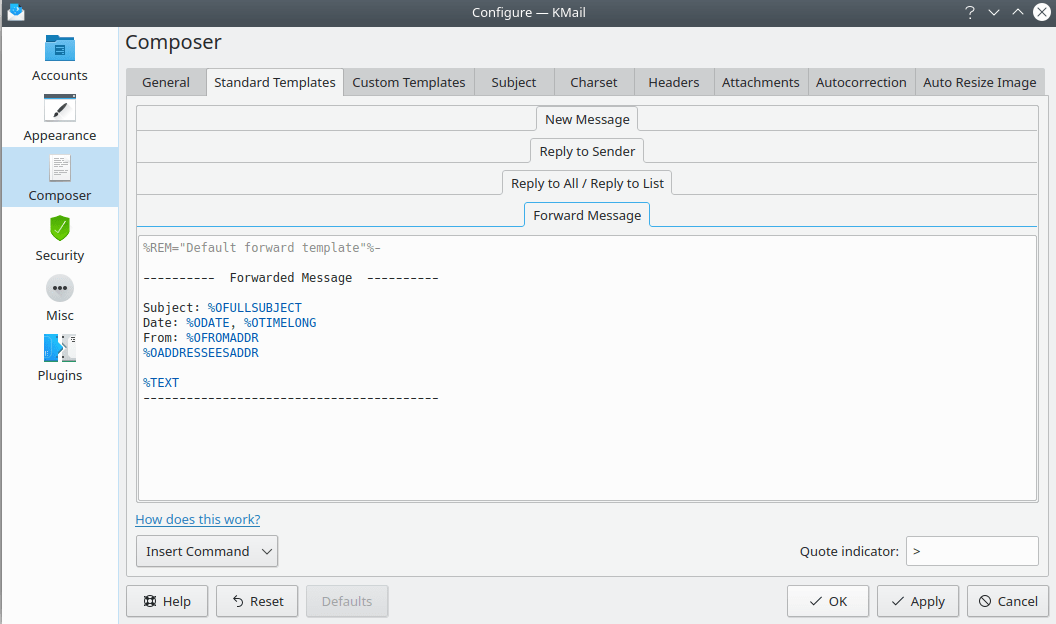 Configure — KMail
Accounts
Appearance
Composer
Security
Misc
Plugins
Composer
General Standard Templates Custom Templates Subject Charset Headers Attachments Autocorrection Auto Resize Image
New Message
Reply to Sender
Reply to All / Reply to List
Forward Message
%REM="Default forward template"%-
----------  Forwarded Message  ----------
Subject: %OFULLSUBJECT
Date: %ODATE, %OTIMELONG
From: %OFROMADDR
%OADDRESSEESADDR
%TEXT
-----------------------------------------
How does this work?
Insert Command Quote indicator: >
Help Reset Defaults OK Apply Cancel